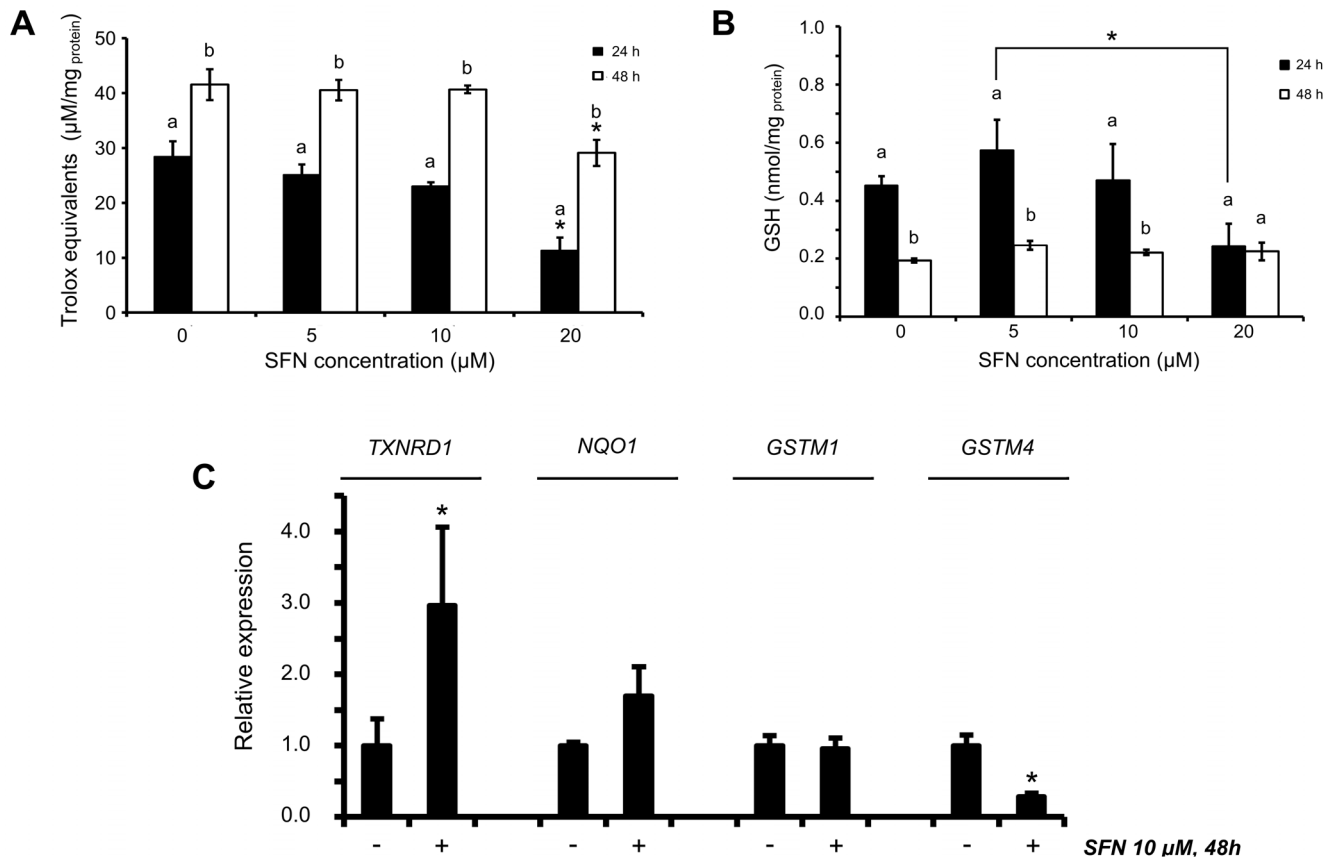 A
Trolox equivalents (µM/mg protein)
50
40
30
20
10
0
b
b
b
b
*
a
a
a
a
*
24 h
48 h
0 5 10 20
SFN concentration (µM)
B
GSH (nmol/mg protein)
1.0
0.8
0.6
0.4
0.2
0.0
*
a
b
a
b
a
b
a a
24 h
48 h
0 5 10 20
SFN concentration (µM)
C
TXNRD1 NQO1 GSTM1 GSTM4
Relative expression
4.0
3.0
2.0
1.0
0.0
*
*
- + - + - + - + SFN 10 µM, 48h